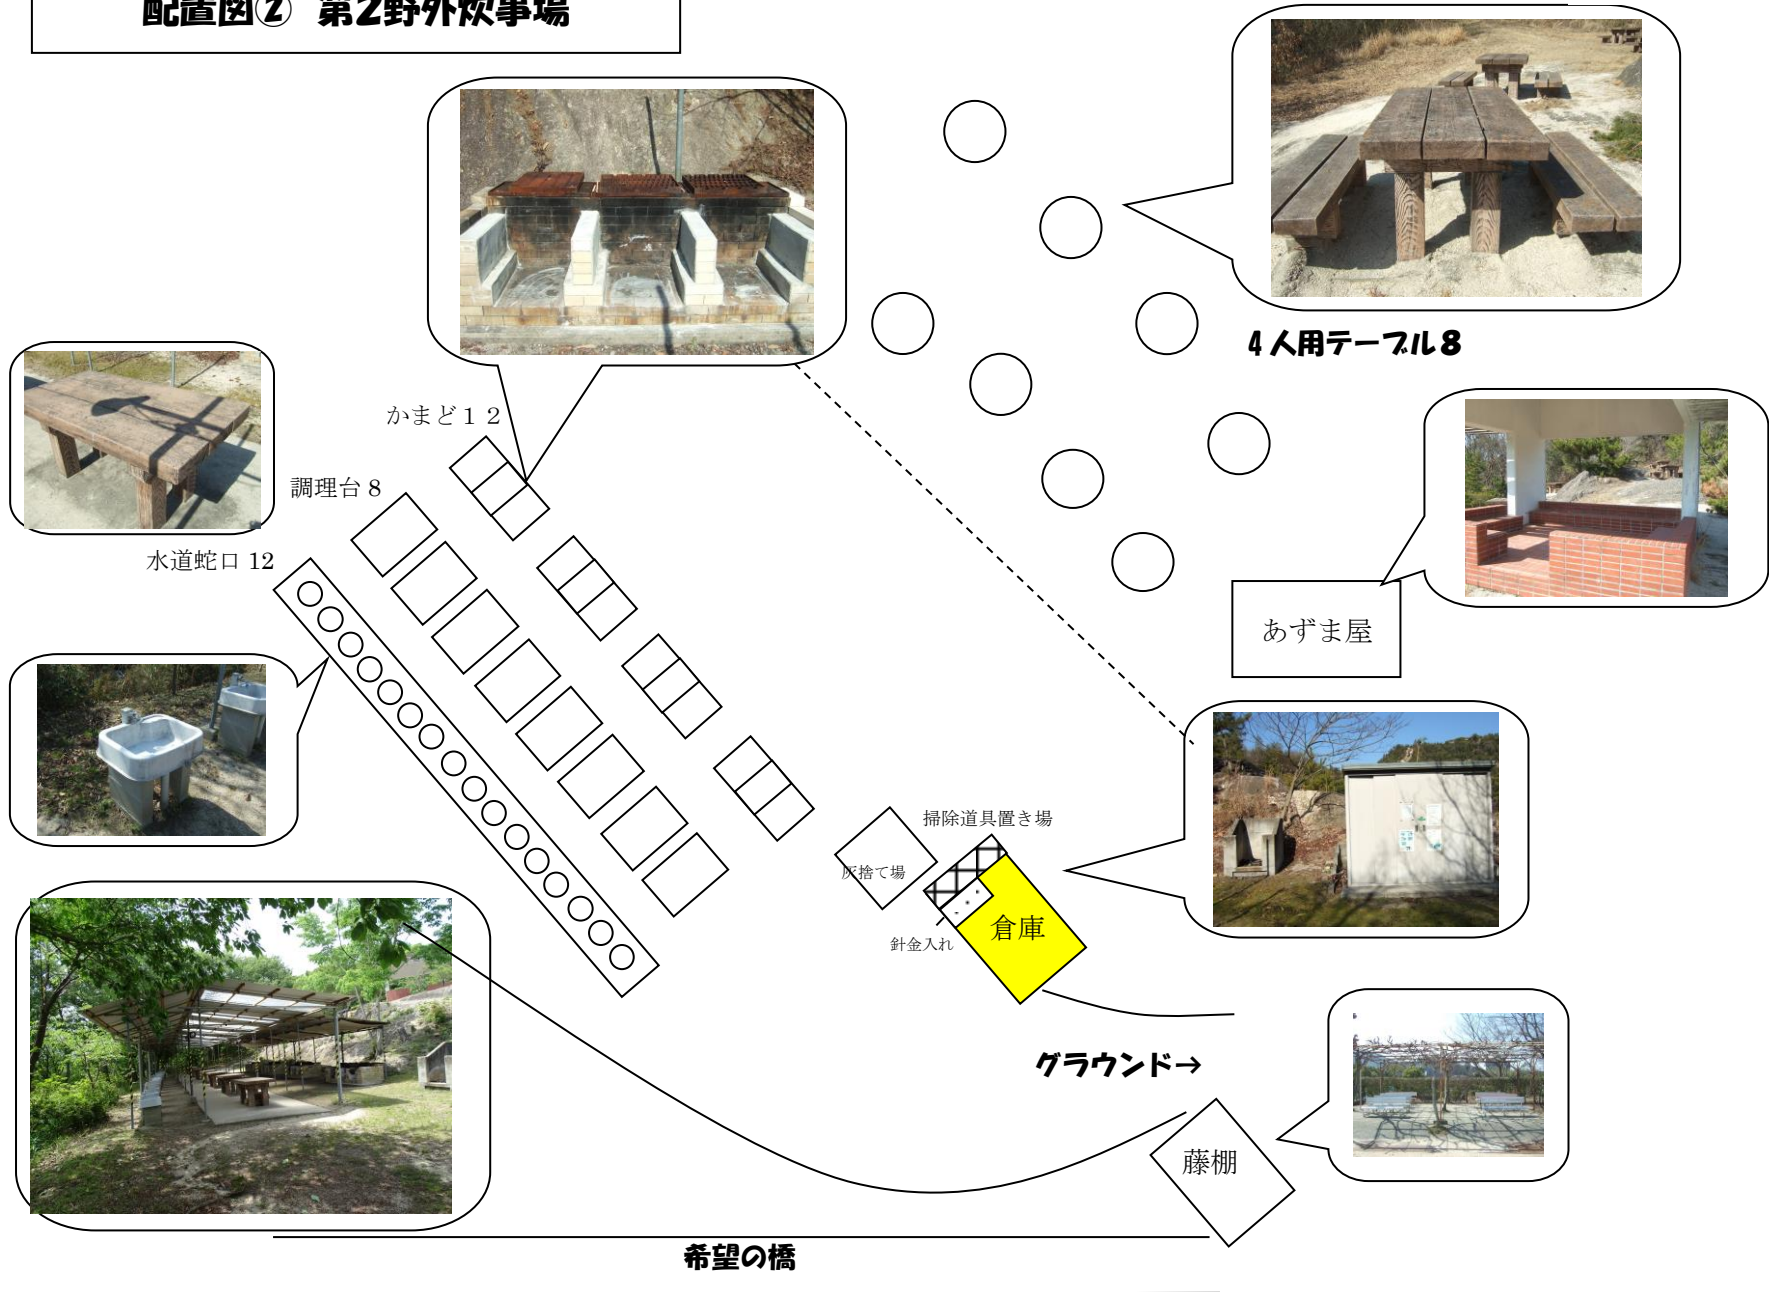 配置図② 第2野外炊事場
4人用テーブル8
かまど12
調理台8
水道蛇口 12
あずま屋
掃除道具置き場
灰捨て場
倉庫
針金入れ
グラウンド→
藤棚
希望の橋